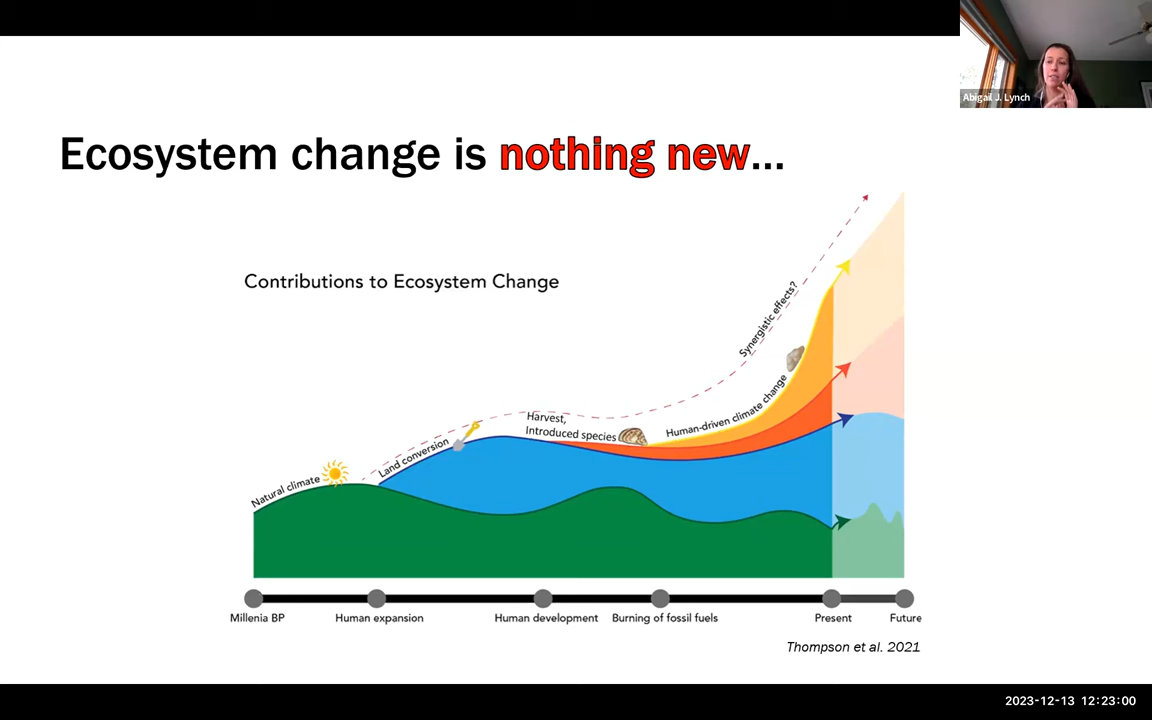 Abigail J. Lynch
Ecosystem change is nothing new...
Contributions to Ecosystem Change
Synergistic effects?
Human-driven climate change
Harvest,
Introduced species
Land conversion
Natural climate
Millenia BP
Human expansion
Human development
Burning of fossil fuels
Present
Future
Thompson et al. 2021
2023-12-13 12:23:00